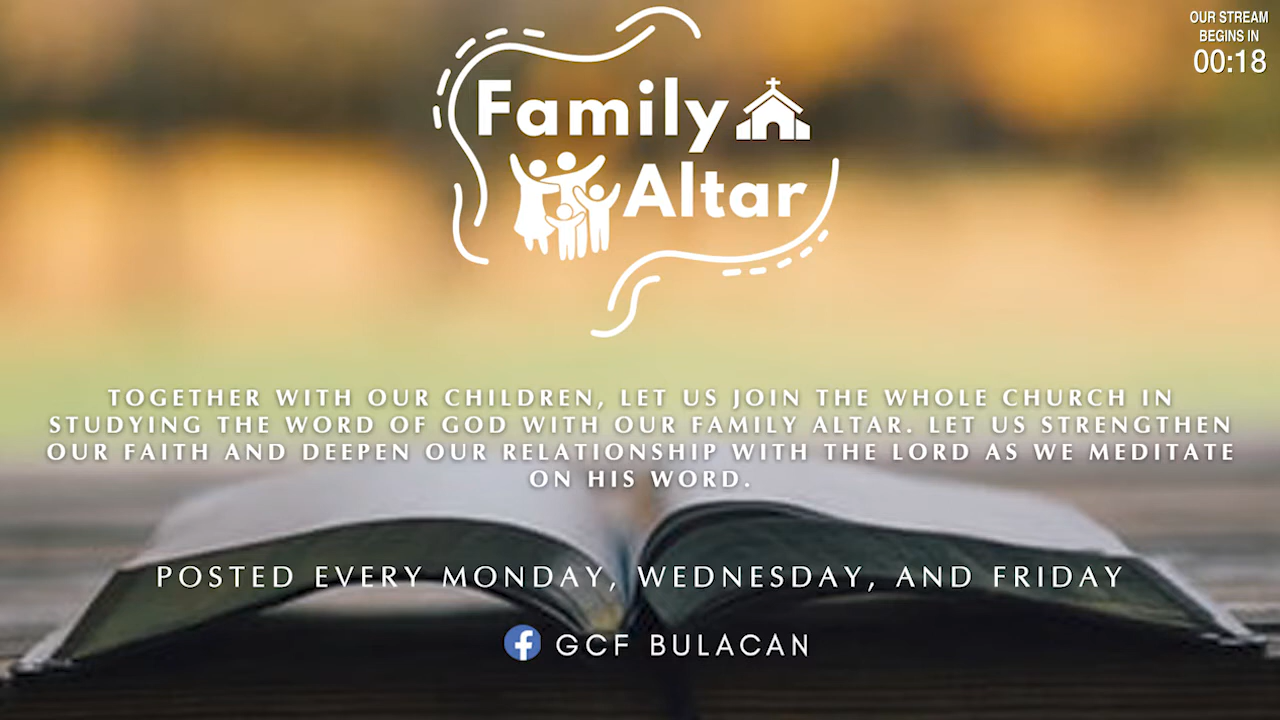 OUR STREAM
BEGINS IN
00:18
Family
Altar
TOGETHER WITH OUR CHILDREN, LET US JOIN THE WHOLE CHURCH IN
STUDYING THE WORD OF GOD WITH OUR FAMILY ALTAR. LET US STRENGTHEN
OUR FAITH AND DEEPEN OUR RELATIONSHIP WITH THE LORD AS WE MEDITATE
ON HIS WORD.
POSTED EVERY MONDAY, WEDNESDAY, AND FRIDAY
GCF BULACAN